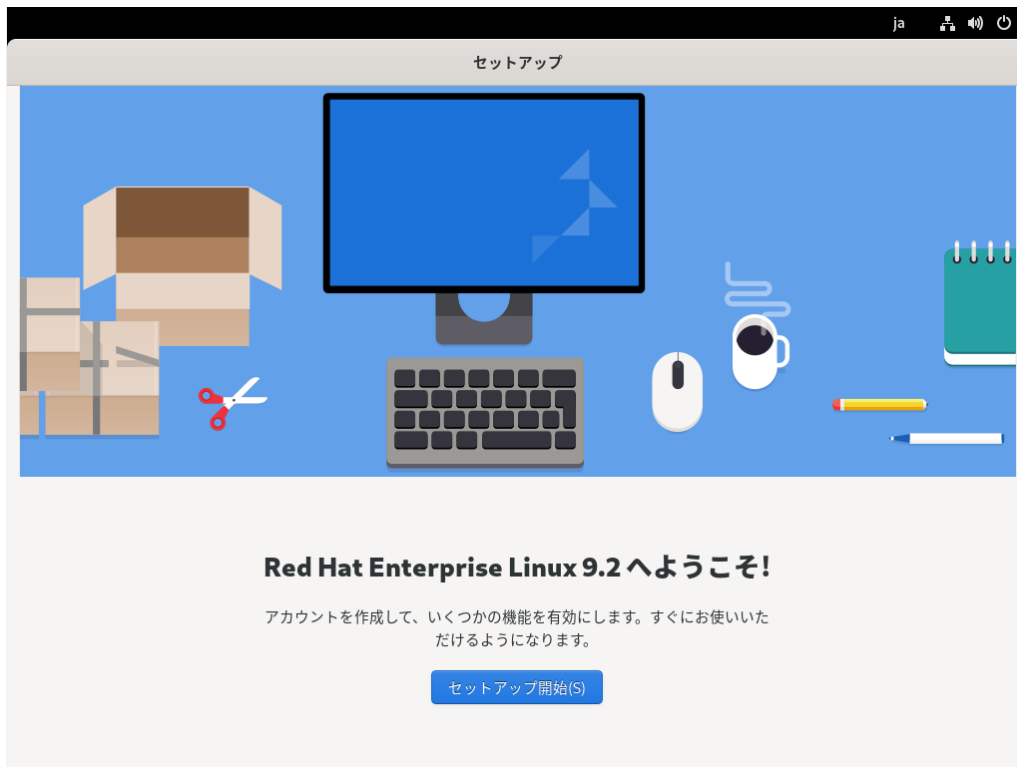 ja
セットアップ
Red Hat Enterprise Linux 9.2 へようこそ!
アカウントを作成して、いくつかの機能を有効にします。すぐにお使いいた
だけるようになります。
セットアップ開始(S)